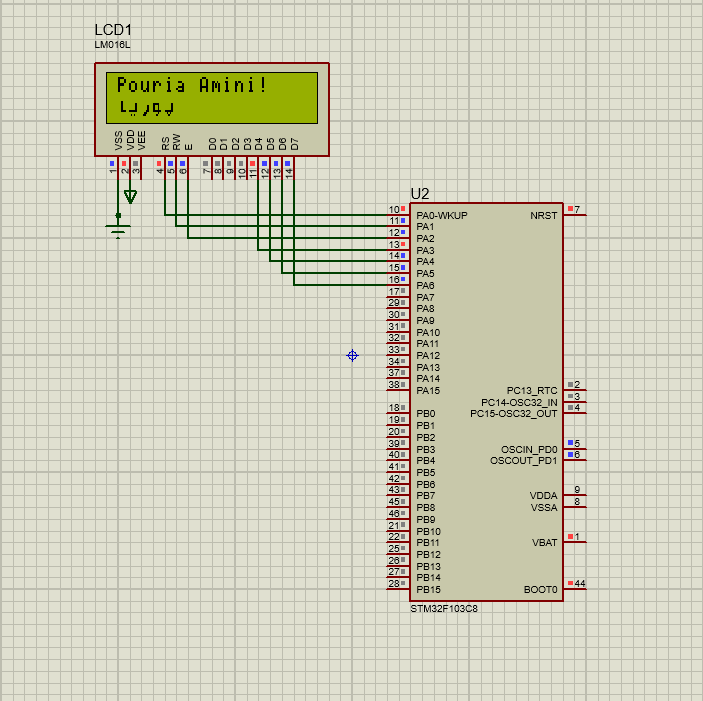 LCD1
LM016L
Pouria Amini!
پوریا
VSS VDD VEE RS RW E D0 D1 D2 D3 D4 D5 D6 D7
1 2 3 4 5 6 7 8 9 10 11 12 13 14
U2
10 PA0-WKUP NRST 7
11 PA1
12 PA2
13 PA3
14 PA4
15 PA5
16 PA6
17 PA7
29 PA8
30 PA9
31 PA10
32 PA11
33 PA12
34 PA13
37 PA14
38 PA15
PC13_RTC 2
PC14-OSC32_IN 3
PC15-OSC32_OUT 4
18 PB0
19 PB1
20 PB2
39 PB3
40 PB4
41 PB5
42 PB6
43 PB7
45 PB8
46 PB9
21 PB10
22 PB11
25 PB12
26 PB13
27 PB14
28 PB15
OSCIN_PD0 5
OSCOUT_PD1 6
VDDA 9
VSSA 8
VBAT 1
BOOT0 44
STM32F103C8